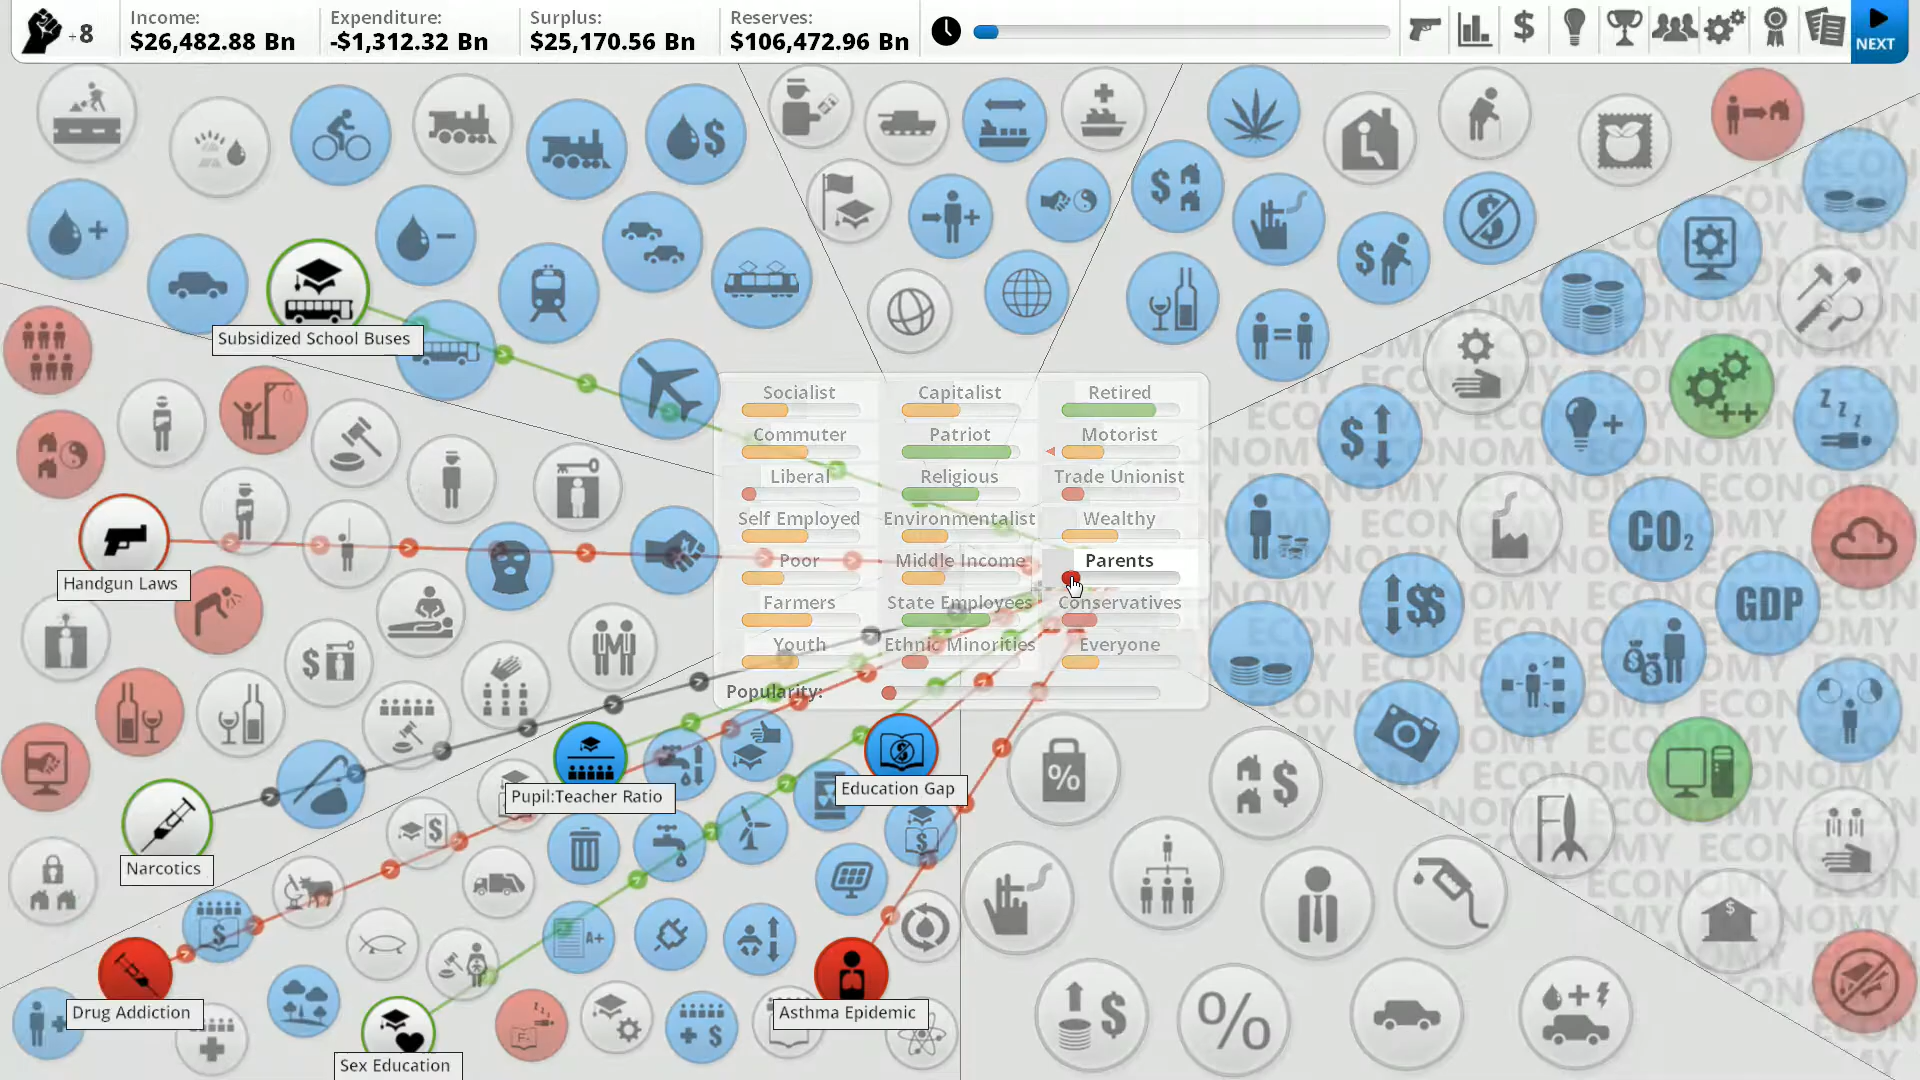 Income:
$26,482.88 Bn
Expenditure:
-$1,312.32 Bn
Surplus:
$25,170.56 Bn
Reserves:
$106,472.96 Bn
+8
NEXT
Subsidized School Buses
Handgun Laws
Narcotics
Drug Addiction
Sex Education
Pupil:Teacher Ratio
Education Gap
Asthma Epidemic
Socialist
Capitalist
Retired
Commuter
Patriot
Motorist
Liberal
Religious
Trade Unionist
Self Employed
Environmentalist
Wealthy
Poor
Middle Income
Parents
Farmers
State Employees
Conservatives
Youth
Ethnic Minorities
Everyone
Popularity:
CO₂
GDP
A+
F-
ECONOMY